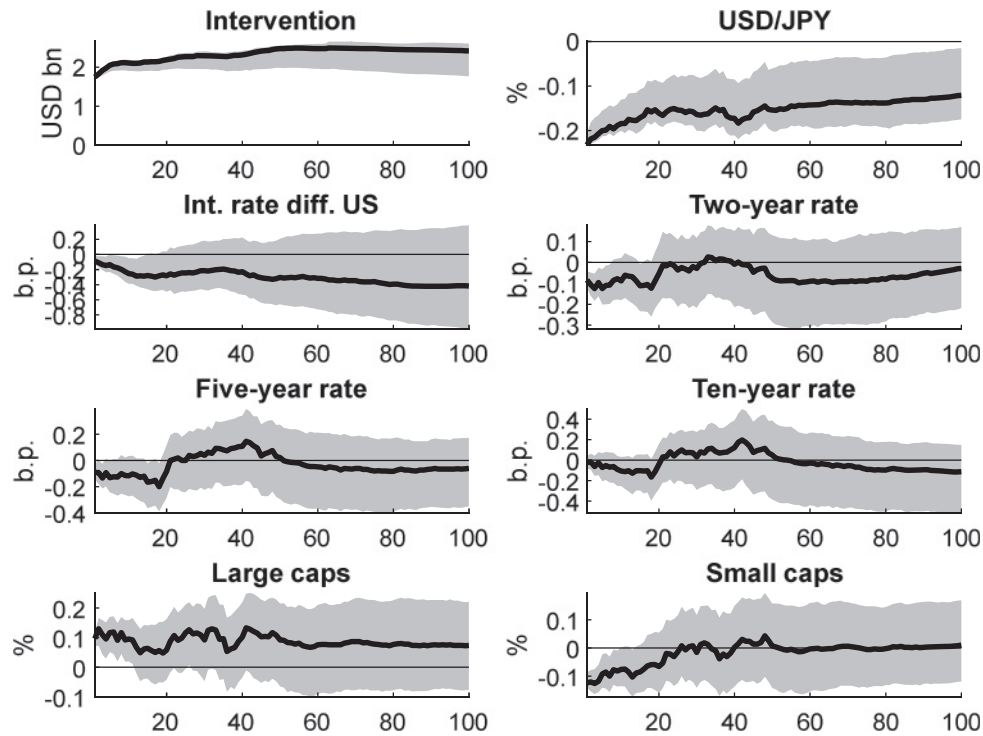 Intervention
USD bn
2
1
0
20 40 60 80 100
USD/JPY
%
0
-0.1
-0.2
20 40 60 80 100
Int. rate diff. US
b.p.
0.2
0
-0.2
-0.4
-0.6
-0.8
20 40 60 80 100
Two-year rate
b.p.
0.1
0
-0.1
-0.2
-0.3
20 40 60 80 100
Five-year rate
b.p.
0.2
0
-0.2
-0.4
20 40 60 80 100
Ten-year rate
b.p.
0.4
0.2
0
-0.2
-0.4
20 40 60 80 100
Large caps
%
0.2
0.1
0
-0.1
20 40 60 80 100
Small caps
%
0.1
0
-0.1
20 40 60 80 100